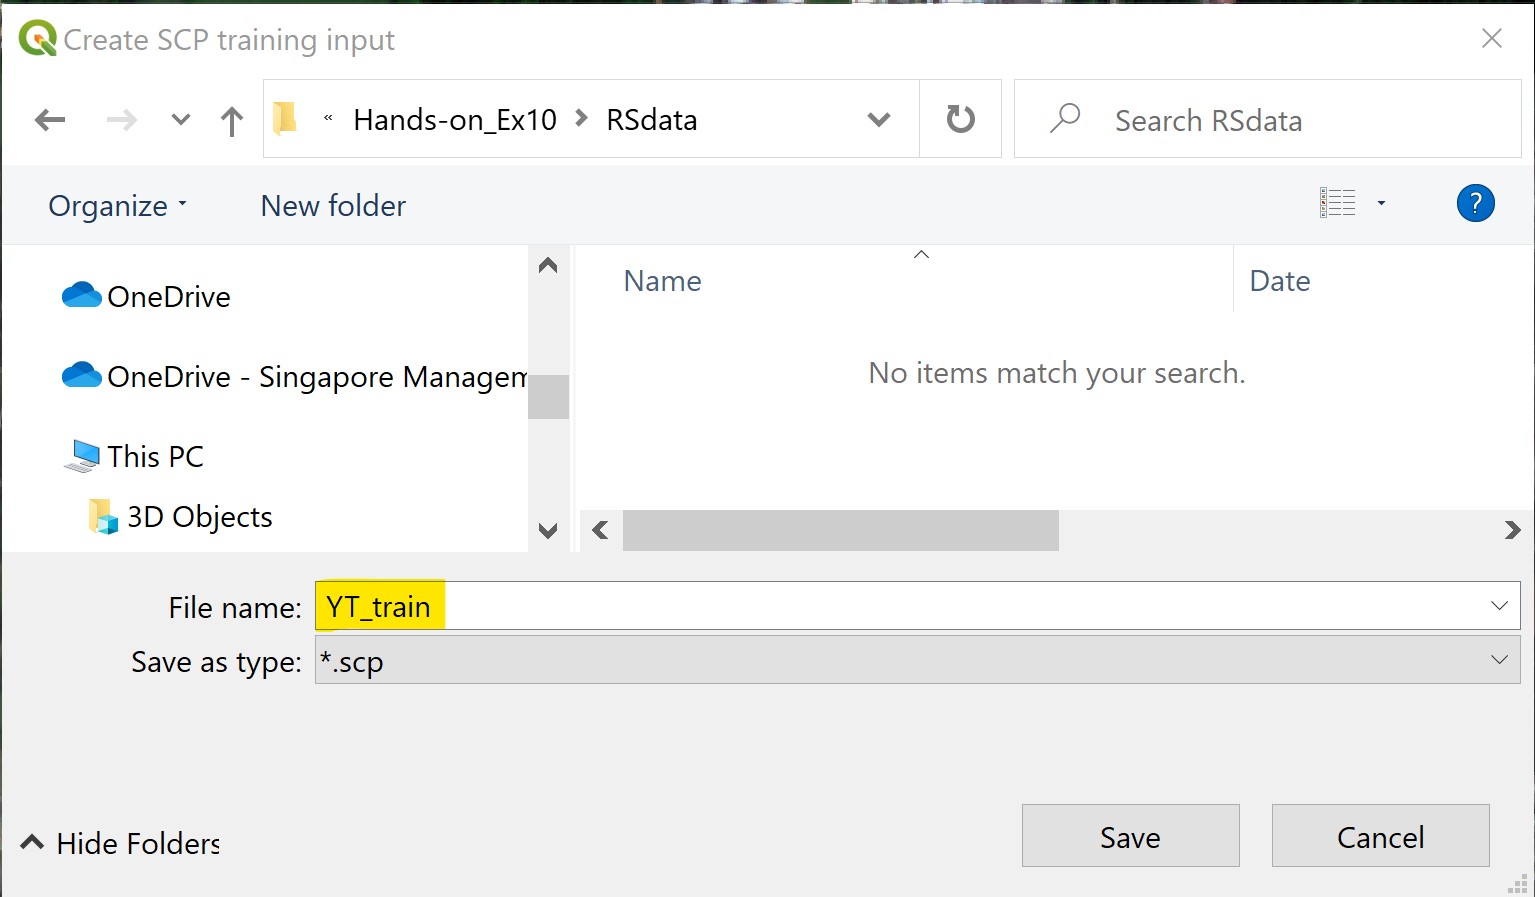 Create SCP training input
« Hands-on_Ex10 > RSdata
Search RSdata
Organize
New folder
?
OneDrive
OneDrive - Singapore Managem
This PC
3D Objects
Name
Date
No items match your search.
File name: YT_train
Save as type: *.scp
Hide Folders
Save
Cancel